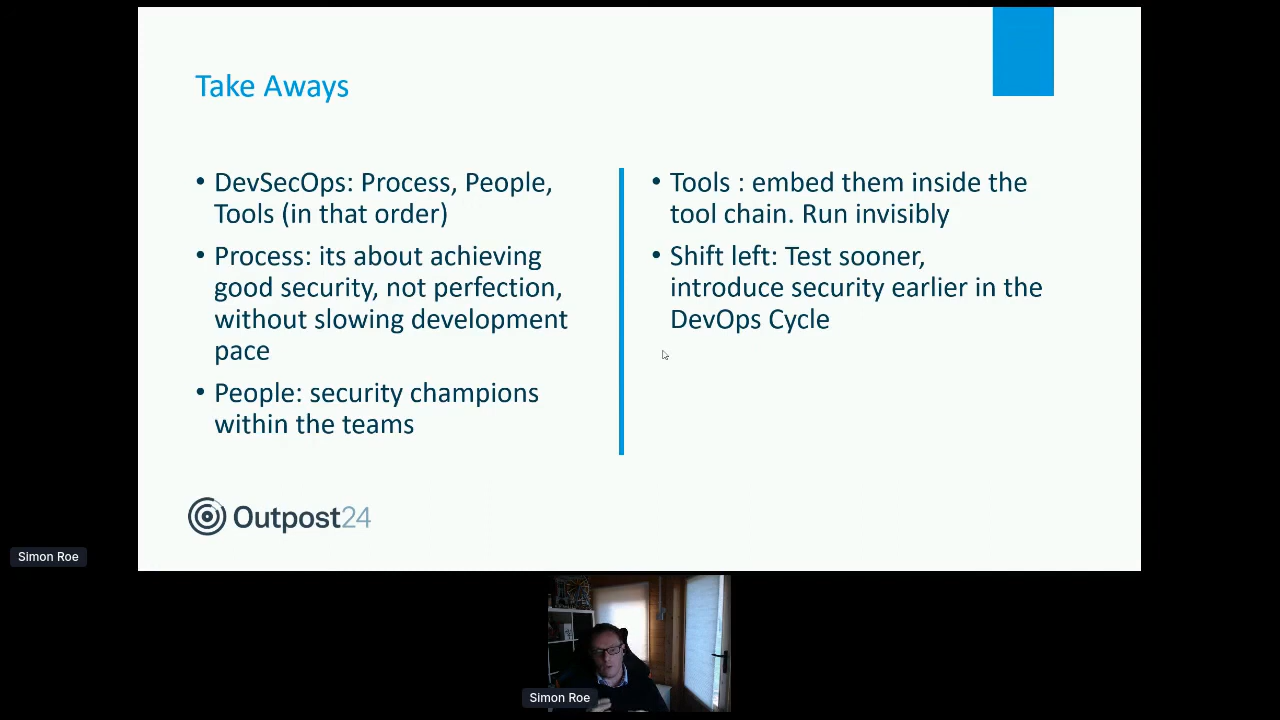 Take Aways
• DevSecOps: Process, People,
Tools (in that order)
• Process: its about achieving
good security, not perfection,
without slowing development
pace
• People: security champions
within the teams
• Tools : embed them inside the
tool chain. Run invisibly
• Shift left: Test sooner,
introduce security earlier in the
DevOps Cycle
Outpost24
Simon Roe
Simon Roe